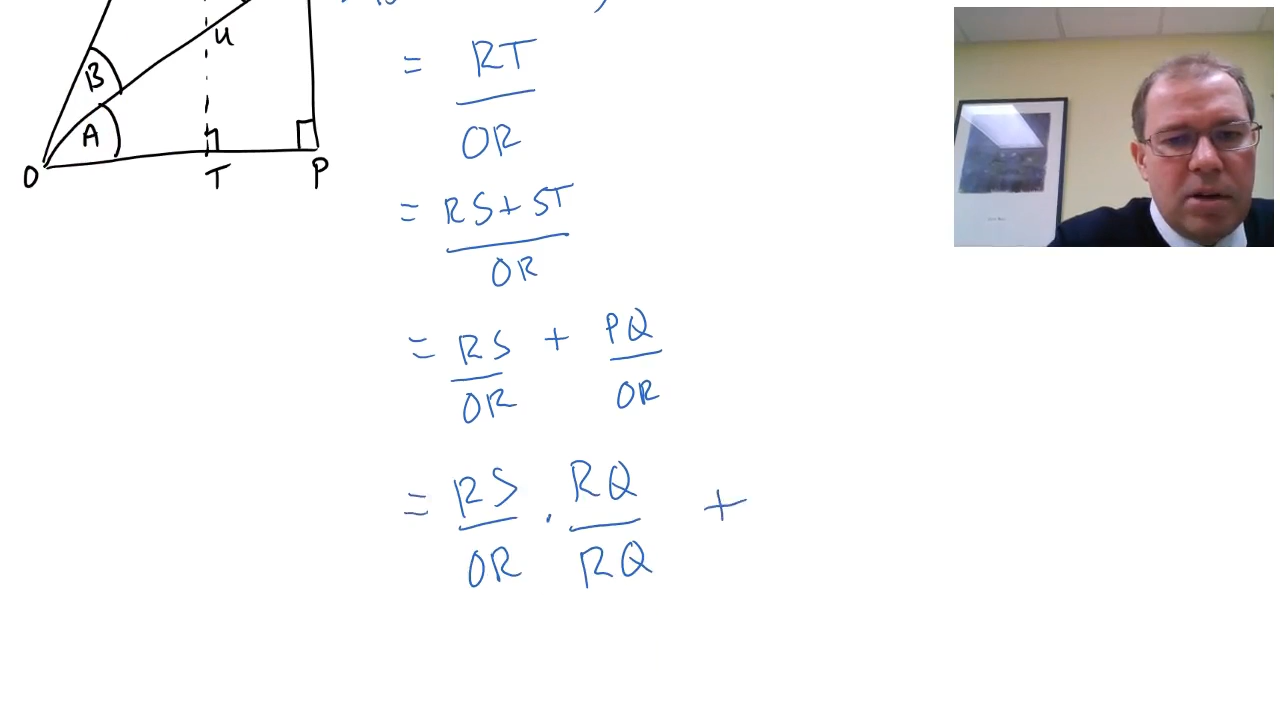 u
B
A
O T P
= RT
OR
= RS + ST
OR
= RS + PQ
OR OR
= RS . RQ +
OR RQ